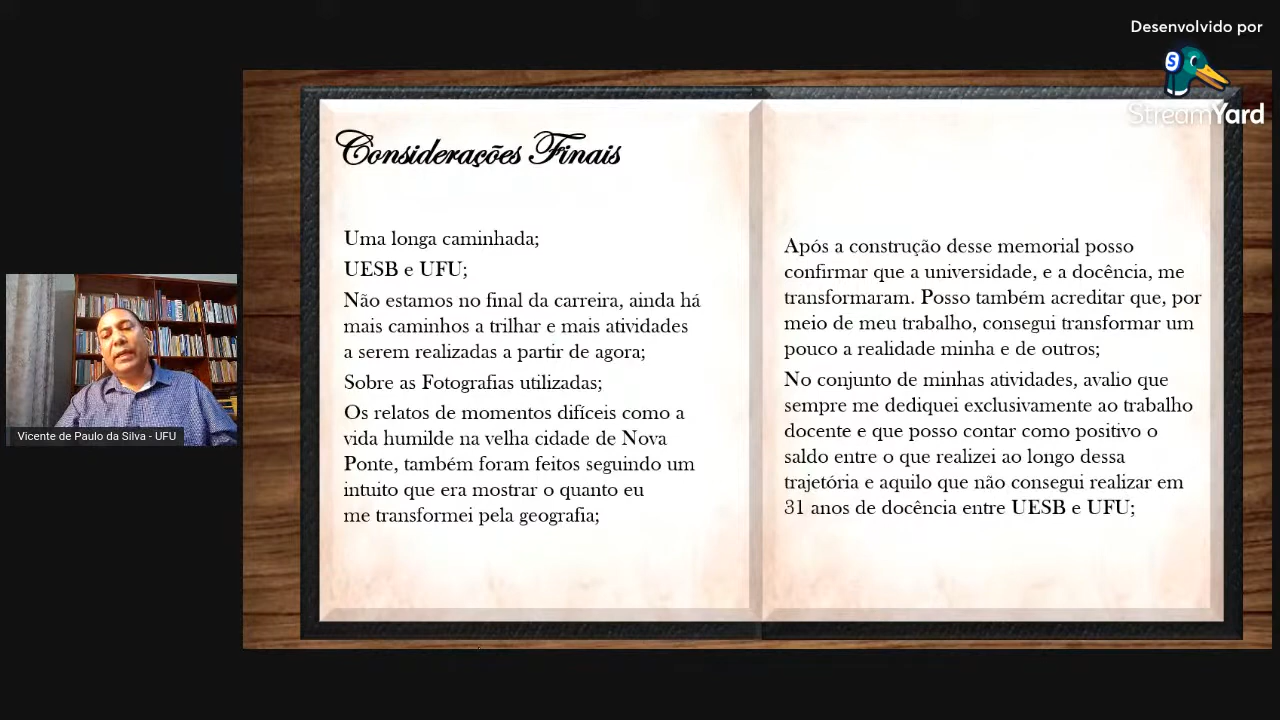 Desenvolvido por
StreamYard
Considerações Finais
Uma longa caminhada;
UESB e UFU;
Não estamos no final da carreira, ainda há
mais caminhos a trilhar e mais atividades
a serem realizadas a partir de agora;
Sobre as Fotografias utilizadas;
Os relatos de momentos difíceis como a
vida humilde na velha cidade de Nova
Ponte, também foram feitos seguindo um
intuito que era mostrar o quanto eu
me transformei pela geografia;
Após a construção desse memorial posso
confirmar que a universidade, e a docência, me
transformaram. Posso também acreditar que, por
meio de meu trabalho, consegui transformar um
pouco a realidade minha e de outros;
No conjunto de minhas atividades, avalio que
sempre me dediquei exclusivamente ao trabalho
docente e que posso contar como positivo o
saldo entre o que realizei ao longo dessa
trajetória e aquilo que não consegui realizar em
31 anos de docência entre UESB e UFU;
Vicente de Paulo da Silva - UFU